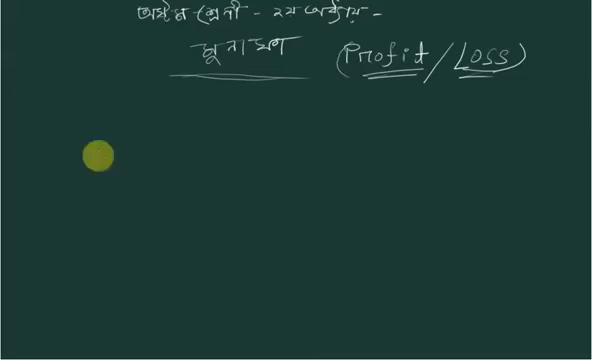 অষ্টম শ্রেনী - ২য় অধ্যায় -
মুনাফা (Profit/Loss)